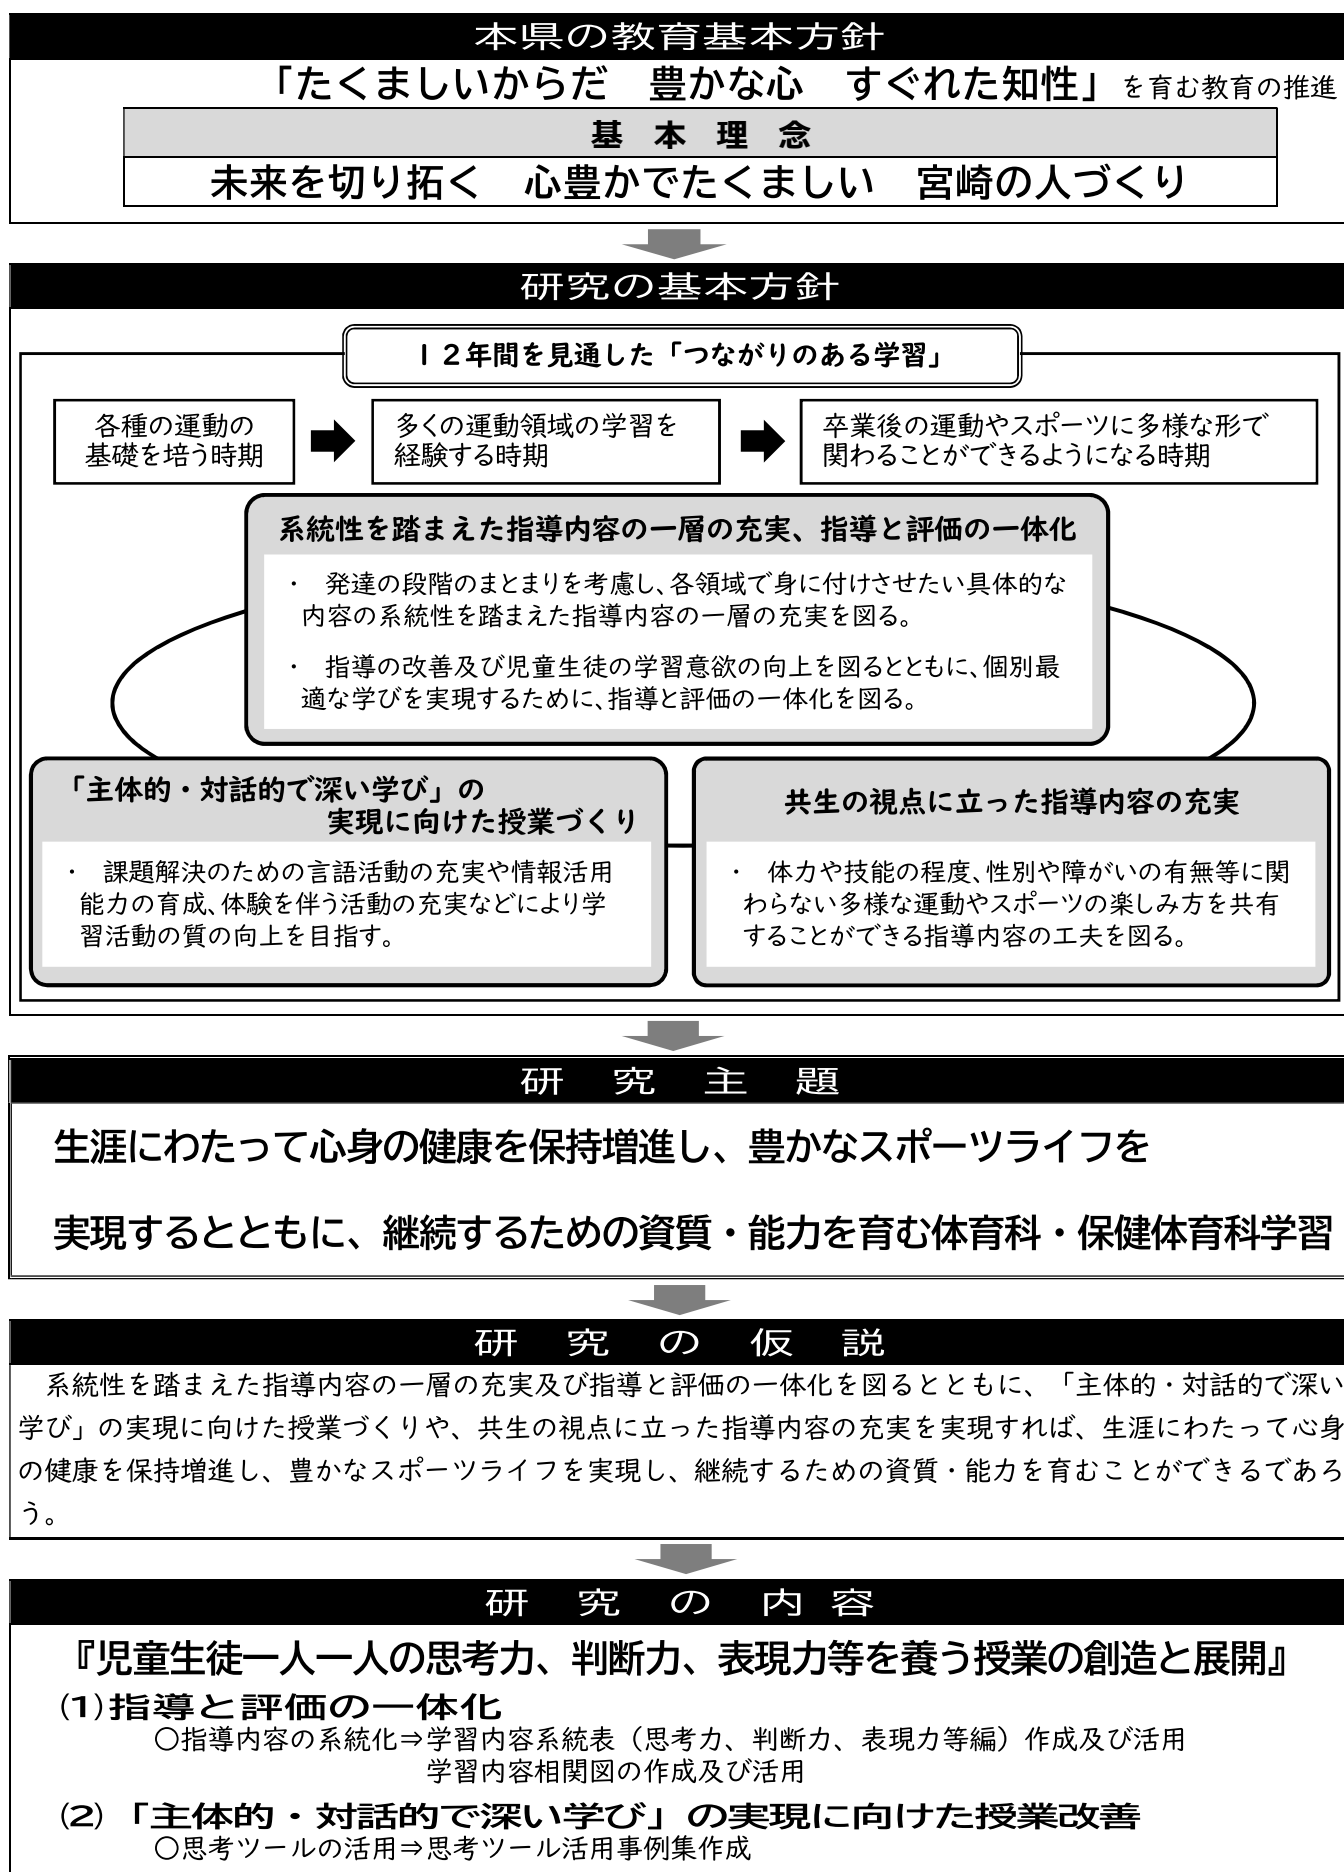 本県の教育基本方針
「たくましいからだ　豊かな心　すぐれた知性」を育む教育の推進
基　本　理　念
未来を切り拓く　心豊かでたくましい　宮崎の人づくり
研究の基本方針
１２年間を見通した「つながりのある学習」
各種の運動の
基礎を培う時期
多くの運動領域の学習を
経験する時期
卒業後の運動やスポーツに多様な形で
関わることができるようになる時期
系統性を踏まえた指導内容の一層の充実、指導と評価の一体化
・　発達の段階のまとまりを考慮し、各領域で身に付けさせたい具体的な
内容の系統性を踏まえた指導内容の一層の充実を図る。
・　指導の改善及び児童生徒の学習意欲の向上を図るとともに、個別最
適な学びを実現するために、指導と評価の一体化を図る。
「主体的・対話的で深い学び」の
実現に向けた授業づくり
・　課題解決のための言語活動の充実や情報活用
能力の育成、体験を伴う活動の充実などにより学
習活動の質の向上を目指す。
共生の視点に立った指導内容の充実
・　体力や技能の程度、性別や障がいの有無等に関
わらない多様な運動やスポーツの楽しみ方を共有
することができる指導内容の工夫を図る。
研　究　主　題
生涯にわたって心身の健康を保持増進し、豊かなスポーツライフを
実現するとともに、継続するための資質・能力を育む体育科・保健体育科学習
研　究　の　仮　説
　系統性を踏まえた指導内容の一層の充実及び指導と評価の一体化を図るとともに、「主体的・対話的で深い
学び」の実現に向けた授業づくりや、共生の視点に立った指導内容の充実を実現すれば、生涯にわたって心身
の健康を保持増進し、豊かなスポーツライフを実現し、継続するための資質・能力を育むことができるであろ
う。
研　究　の　内　容
『児童生徒一人一人の思考力、判断力、表現力等を養う授業の創造と展開』
(1)指導と評価の一体化
○指導内容の系統化⇒学習内容系統表（思考力、判断力、表現力等編）作成及び活用
学習内容相関図の作成及び活用
(2)「主体的・対話的で深い学び」の実現に向けた授業改善
○思考ツールの活用⇒思考ツール活用事例集作成